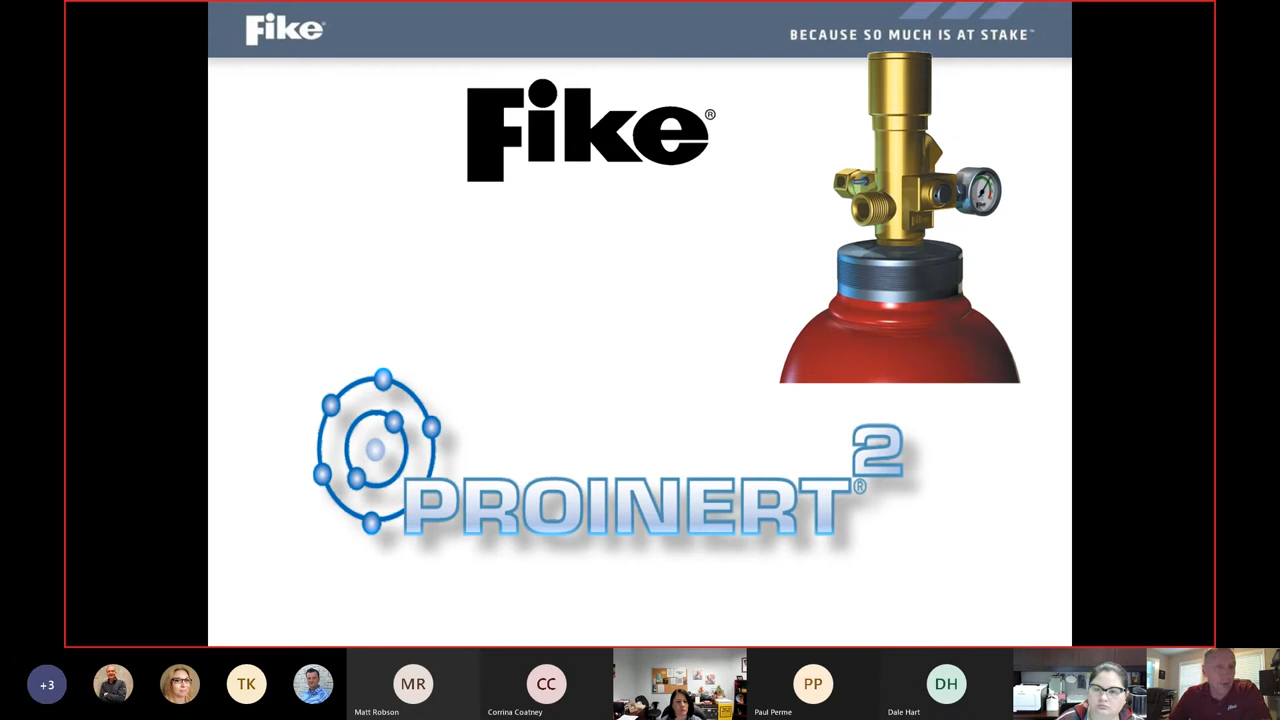 Fike®
BECAUSE SO MUCH IS AT STAKE™
Fike®
PROINERT®2
+3
TK
MR
Matt Robson
CC
Corrina Coatney
PP
Paul Perme
DH
Dale Hart